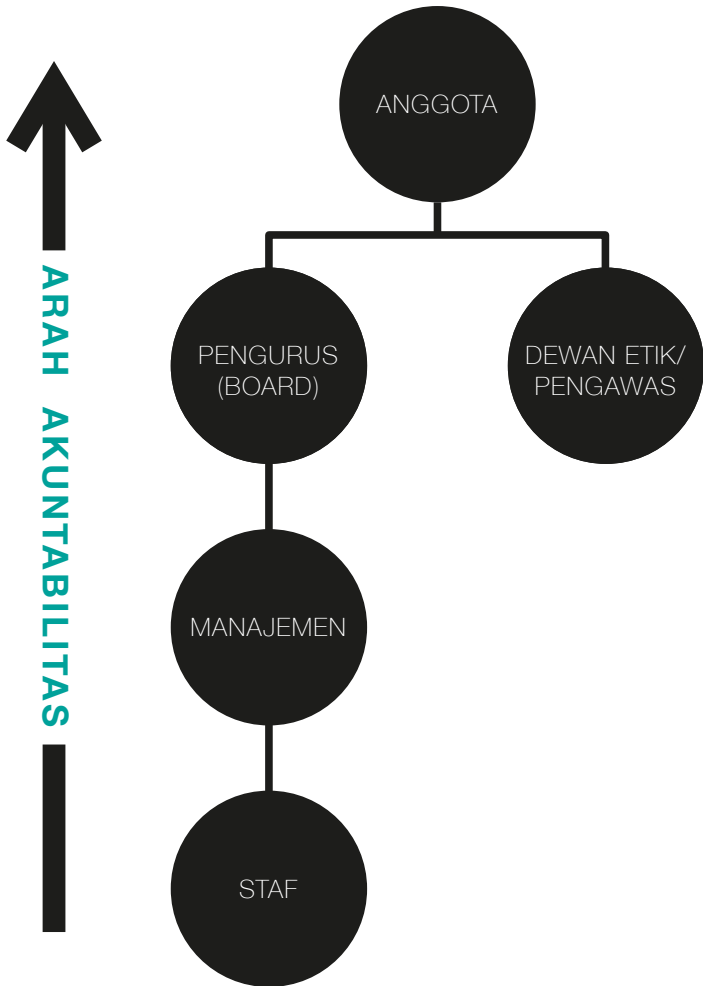 ANGGOTA
ARAH AKUNTABILITAS
PENGURUS
(BOARD)
DEWAN ETIK/
PENGAWAS
MANAJEMEN
STAF